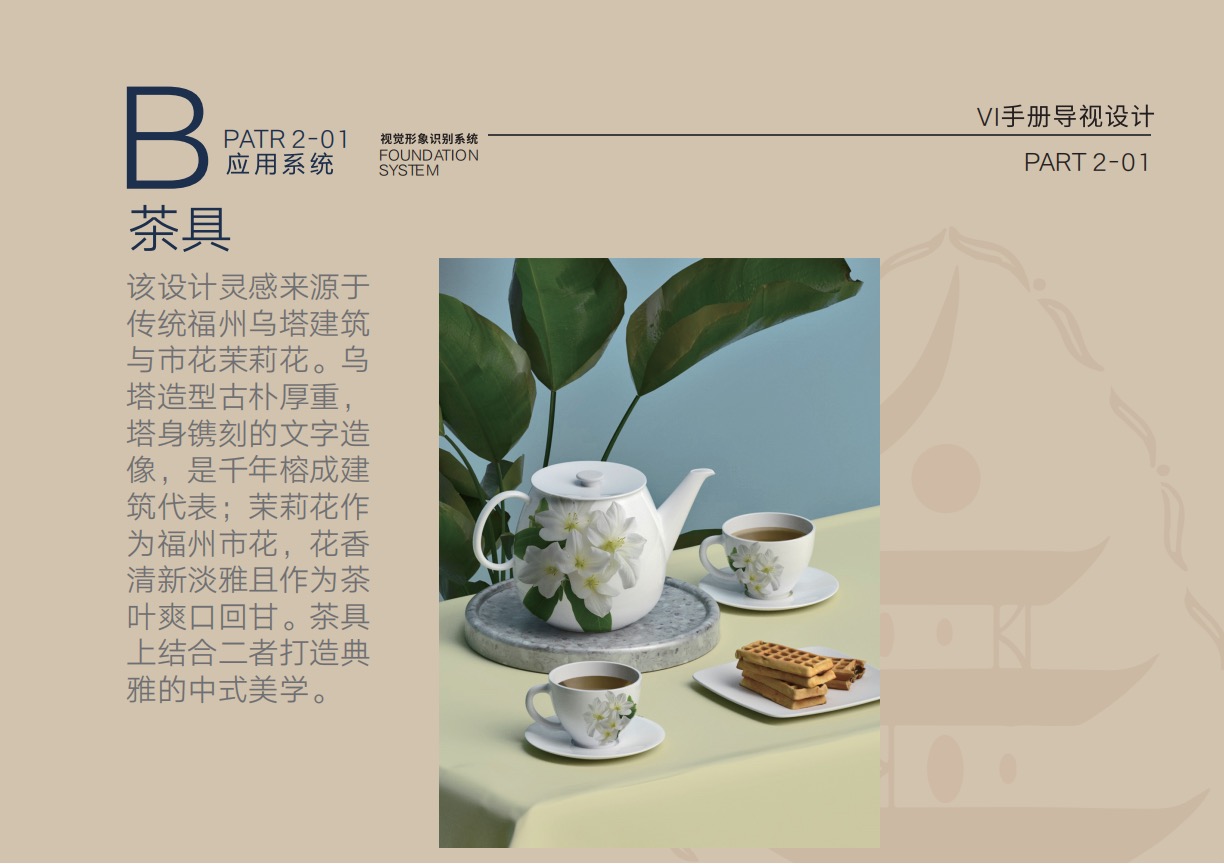 B
PATR 2-01
应用系统
视觉形象识别系统
FOUNDATION
SYSTEM
VI手册导视设计
PART 2-01
茶具
该设计灵感来源于
传统福州乌塔建筑
与市花茉莉花。乌
塔造型古朴厚重，
塔身镌刻的文字造
像，是千年榕成建
筑代表；茉莉花作
为福州市花，花香
清新淡雅且作为茶
叶爽口回甘。茶具
上结合二者打造典
雅的中式美学。